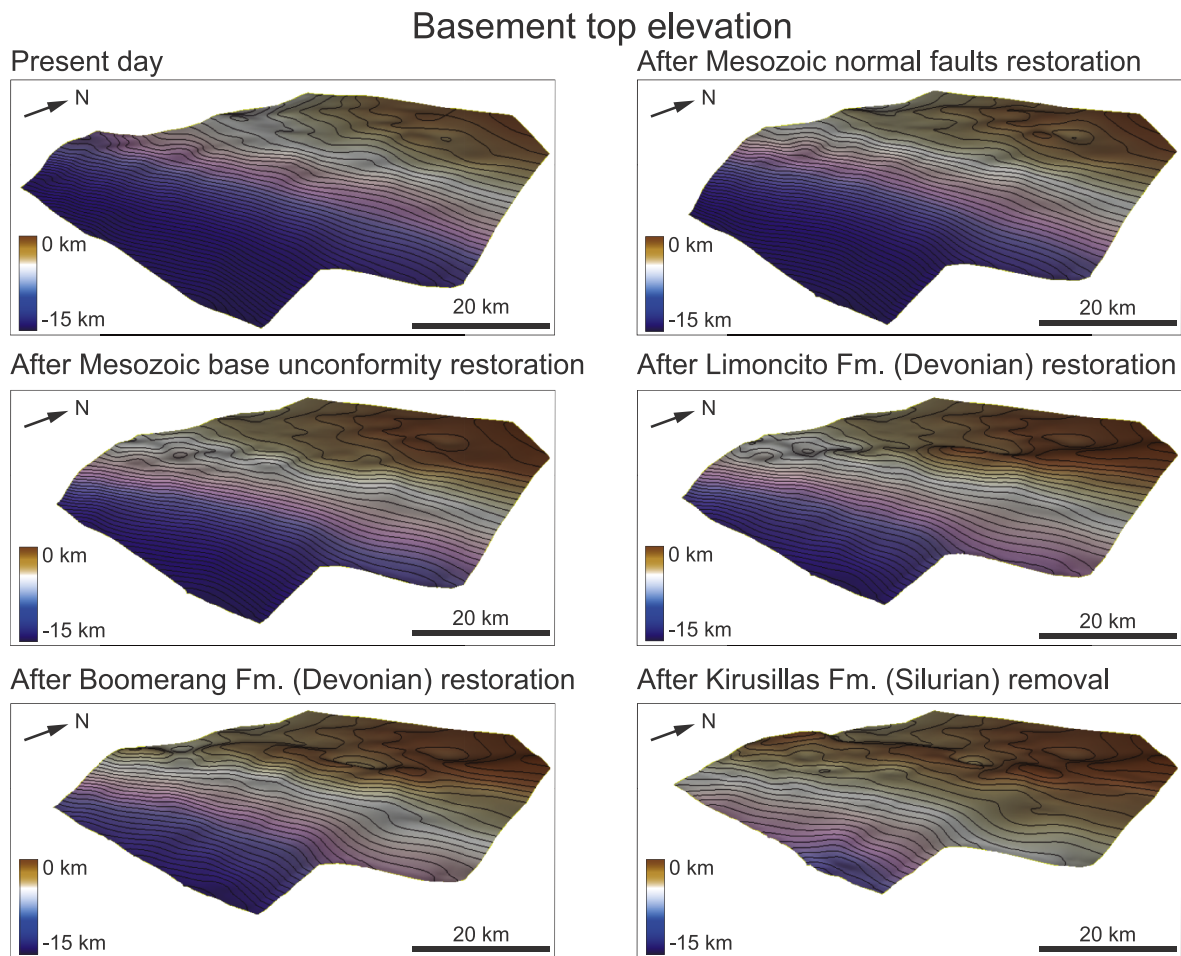 Basement top elevation
Present day
N
0 km
-15 km
20 km
After Mesozoic normal faults restoration
N
0 km
-15 km
20 km
After Mesozoic base unconformity restoration
N
0 km
-15 km
20 km
After Limoncito Fm. (Devonian) restoration
N
0 km
-15 km
20 km
After Boomerang Fm. (Devonian) restoration
N
0 km
-15 km
20 km
After Kirusillas Fm. (Silurian) removal
N
0 km
-15 km
20 km